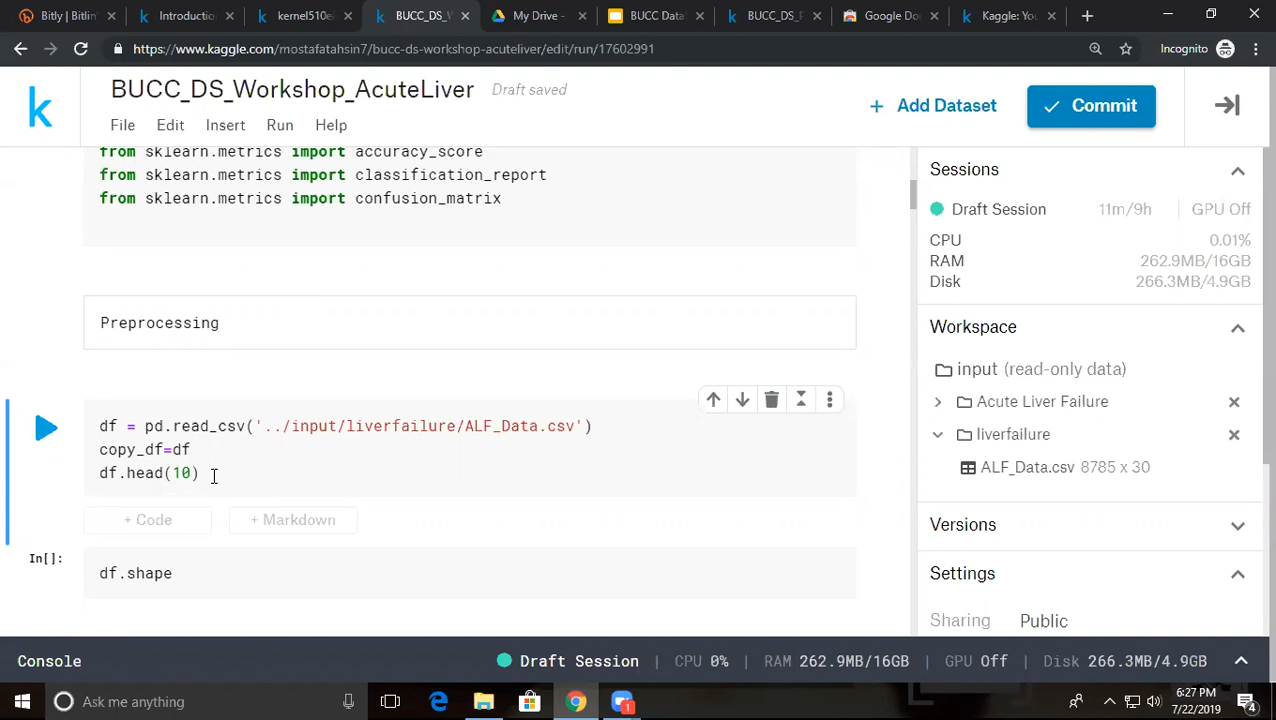 Bitly | Bitlin
Introduction
kernel510e
BUCC_DS_W
My Drive -
BUCC Data
BUCC_DS_F
Google Do
Kaggle: You
https://www.kaggle.com/mostafatahsin7/bucc-ds-workshop-acuteliver/edit/run/17602991
Incognito
k
BUCC_DS_Workshop_AcuteLiver
Draft saved
File Edit Insert Run Help
+ Add Dataset
Commit
from sklearn.metrics import accuracy_score
from sklearn.metrics import classification_report
from sklearn.metrics import confusion_matrix
Preprocessing
df = pd.read_csv('../input/liverfailure/ALF_Data.csv')
copy_df=df
df.head(10)
+ Code + Markdown
In[]:
df.shape
Sessions
Draft Session 11m/9h GPU Off
CPU 0.01%
RAM 262.9MB/16GB
Disk 266.3MB/4.9GB
Workspace
input (read-only data)
Acute Liver Failure
liverfailure
ALF_Data.csv 8785 x 30
Versions
Settings
Sharing Public
Console
Draft Session | CPU 0% | RAM 262.9MB/16GB | GPU Off | Disk 266.3MB/4.9GB
Ask me anything
1
6:27 PM
7/22/2019
4